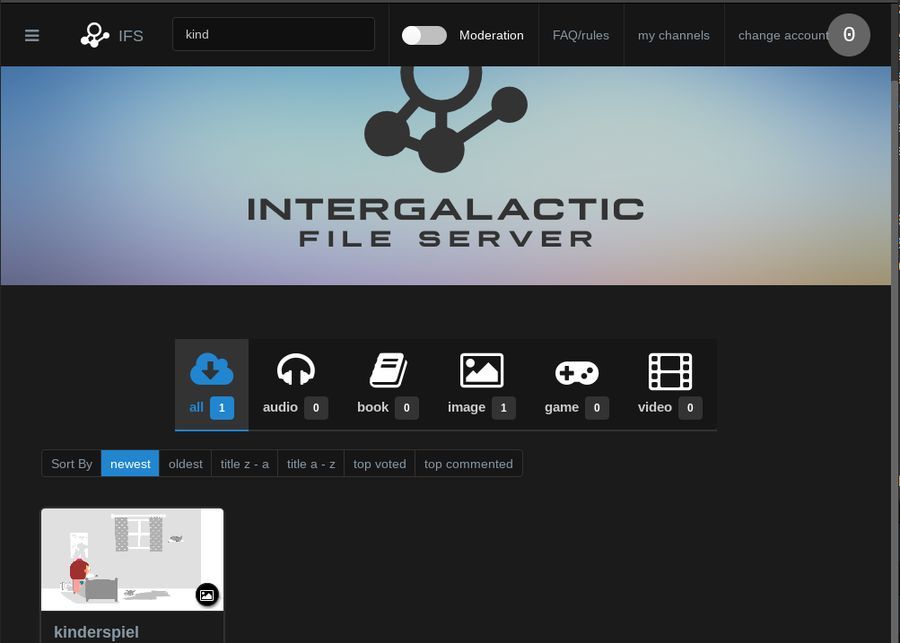 IFS kind Moderation FAQ/rules my channels change account 0
INTERGALACTIC
FILE SERVER
all 1 audio 0 book 0 image 1 game 0 video 0
Sort By newest oldest title z - a title a - z top voted top commented
kinderspiel